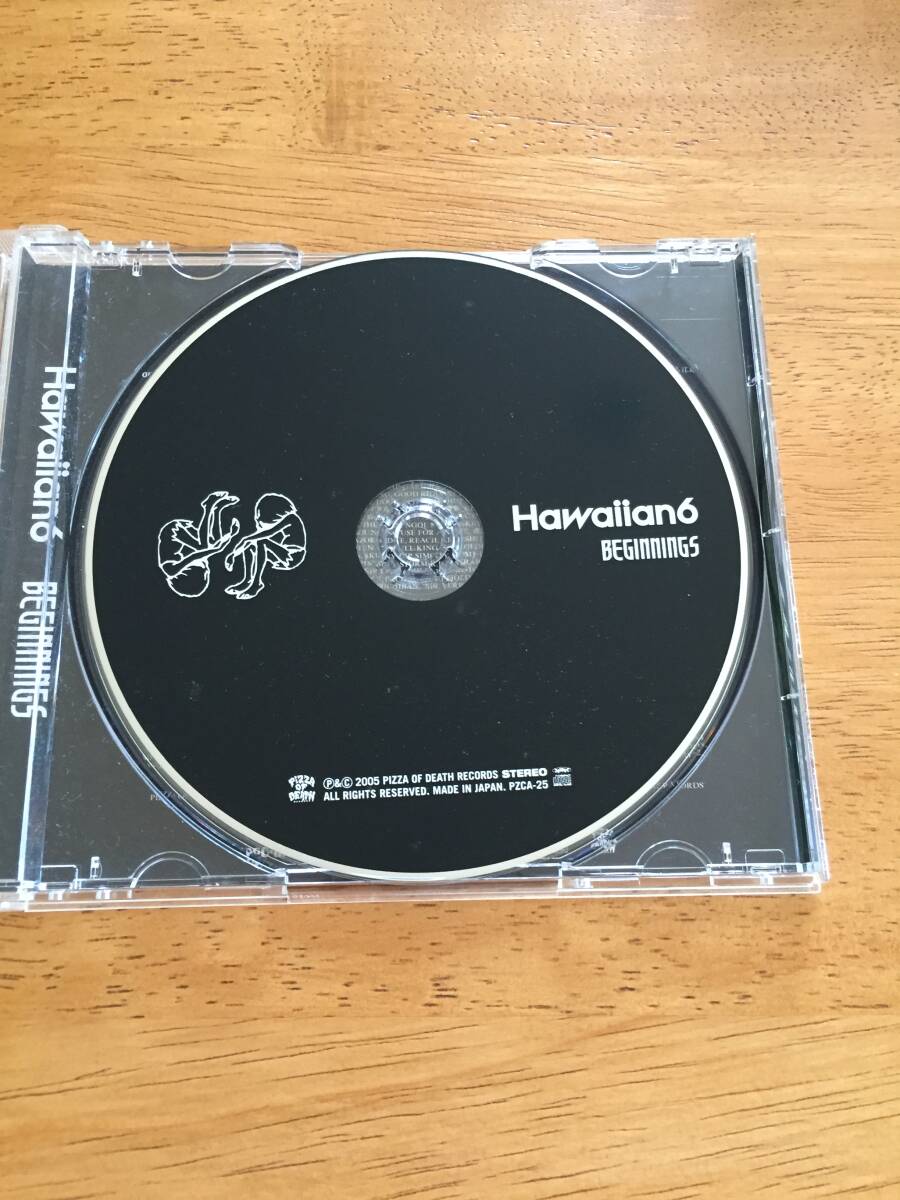 Hawaiian6 BEGINNINGS
Hawaiian6
BEGINNINGS
PIZZA OF DEATH
Ⓟ&Ⓒ 2005 PIZZA OF DEATH RECORDS STEREO
ALL RIGHTS RESERVED. MADE IN JAPAN. PZCA-25